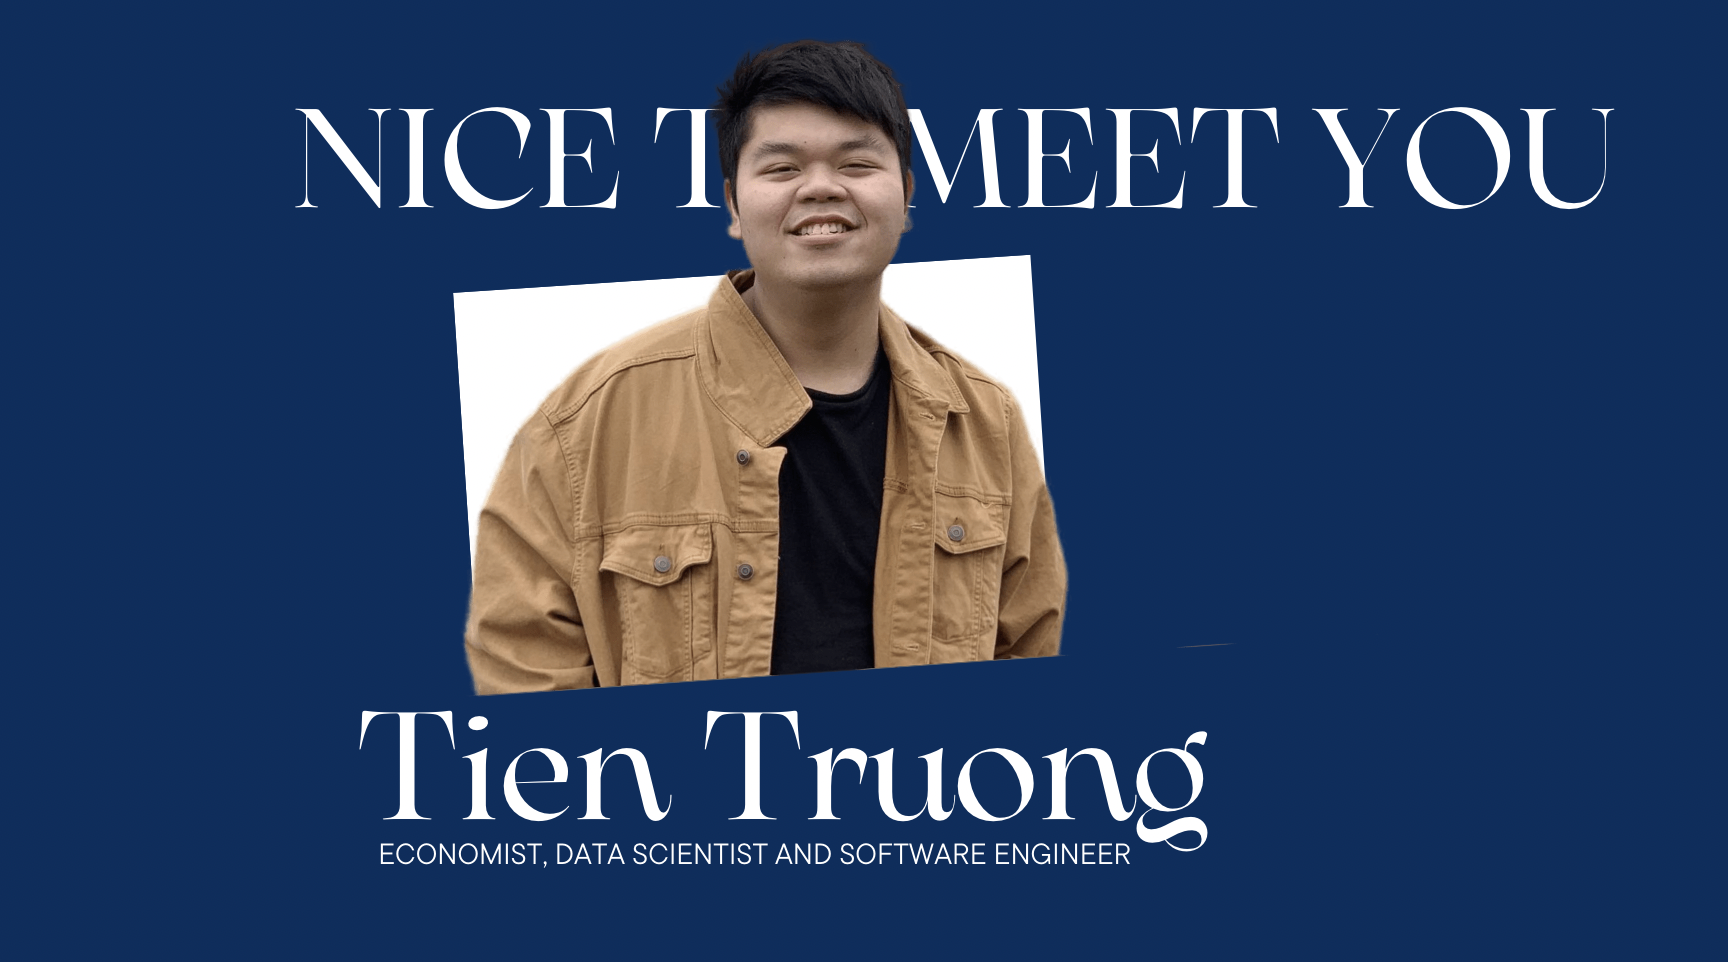 NICE T MEET YOU
Tien Truong
ECONOMIST, DATA SCIENTIST AND SOFTWARE ENGINEER